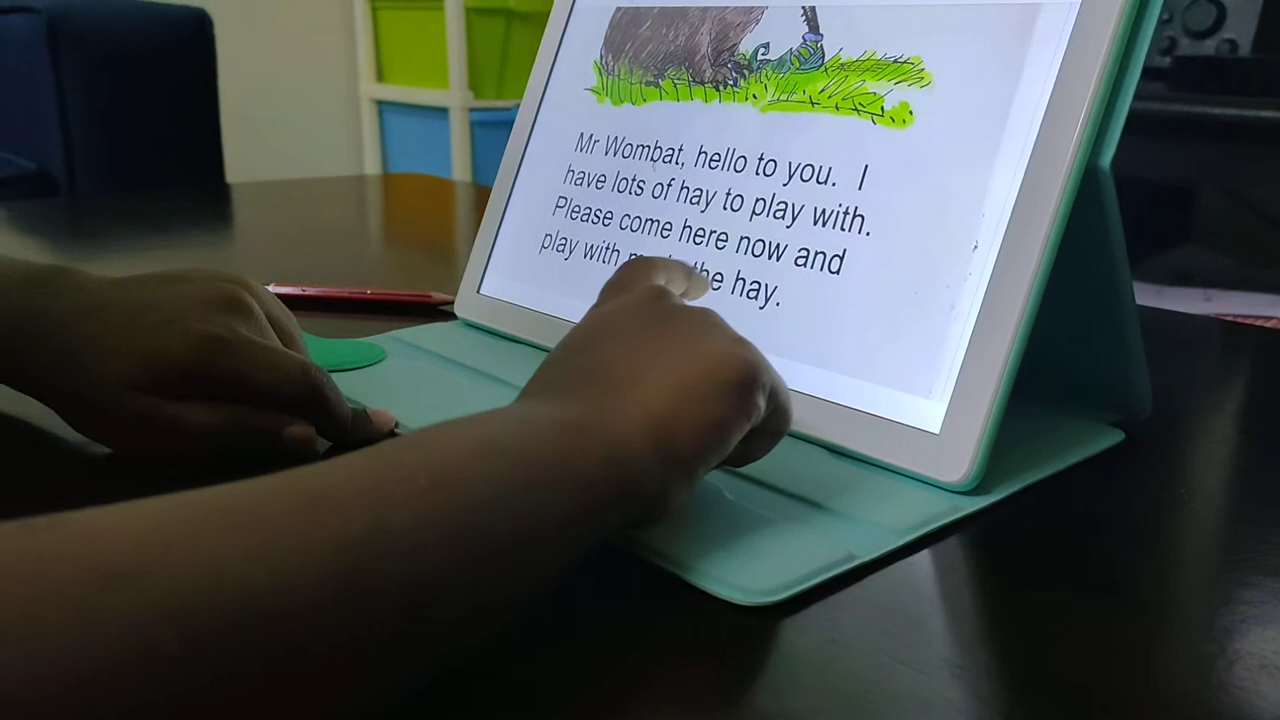 Mr Wombat, hello to you. I
have lots of hay to play with.
Please come here now and
play with the hay.